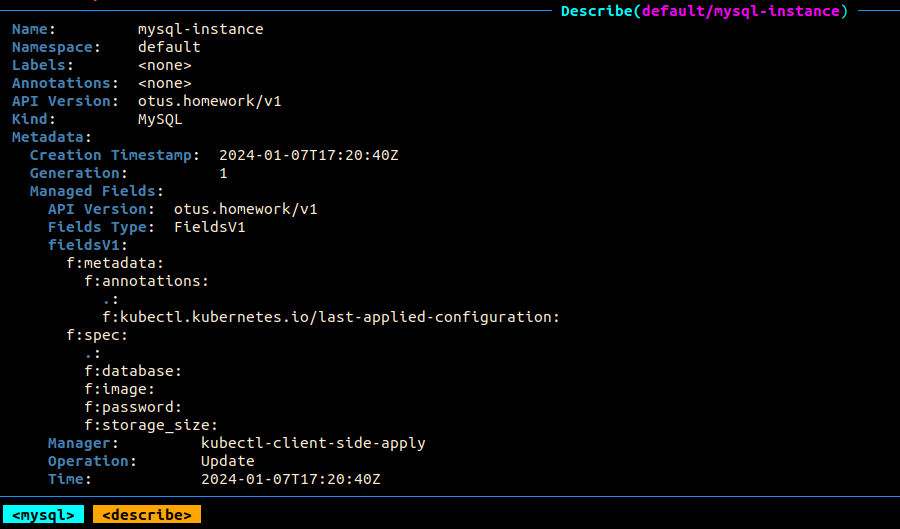 Describe(default/mysql-instance)
Name:         mysql-instance
Namespace:    default
Labels:       <none>
Annotations:  <none>
API Version:  otus.homework/v1
Kind:         MySQL
Metadata:
  Creation Timestamp:  2024-01-07T17:20:40Z
  Generation:          1
  Managed Fields:
    API Version:  otus.homework/v1
    Fields Type:  FieldsV1
    fieldsV1:
      f:metadata:
        f:annotations:
          .:
          f:kubectl.kubernetes.io/last-applied-configuration:
      f:spec:
        .:
        f:database:
        f:image:
        f:password:
        f:storage_size:
    Manager:         kubectl-client-side-apply
    Operation:       Update
    Time:            2024-01-07T17:20:40Z
<mysql> <describe>